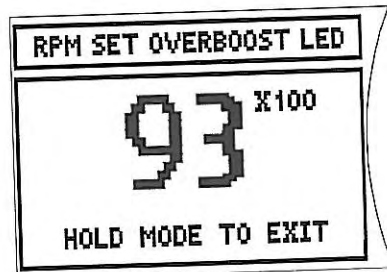 RPM SET OVERBOOST LED
93 X100
HOLD MODE TO EXIT